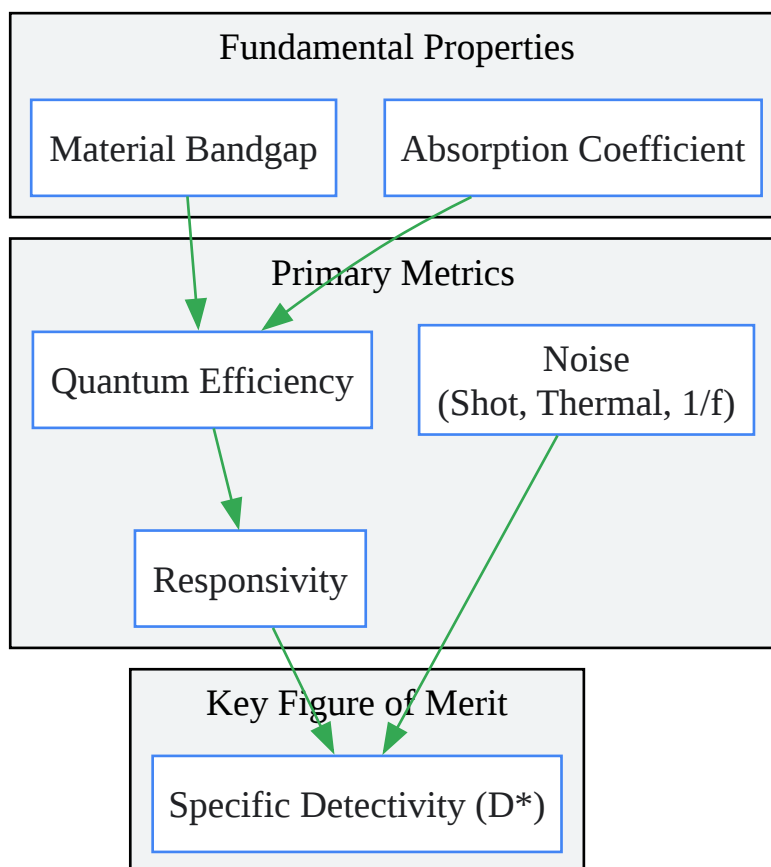 Fundamental Properties
Material Bandgap
Absorption Coefficient
Primary Metrics
Quantum Efficiency
Noise
(Shot, Thermal, 1/f)
Responsivity
Key Figure of Merit
Specific Detectivity (D*)